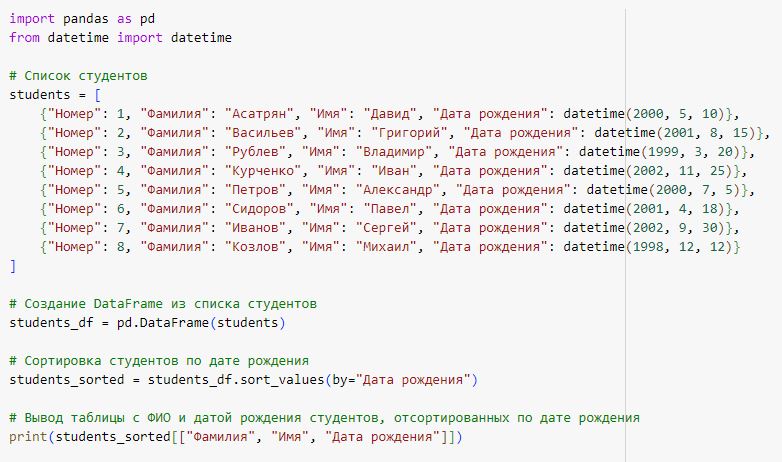 import pandas as pd
from datetime import datetime
# Список студентов
students = [
{"Номер": 1, "Фамилия": "Асатрян", "Имя": "Давид", "Дата рождения": datetime(2000, 5, 10)},
{"Номер": 2, "Фамилия": "Васильев", "Имя": "Григорий", "Дата рождения": datetime(2001, 8, 15)},
{"Номер": 3, "Фамилия": "Рублев", "Имя": "Владимир", "Дата рождения": datetime(1999, 3, 20)},
{"Номер": 4, "Фамилия": "Курченко", "Имя": "Иван", "Дата рождения": datetime(2002, 11, 25)},
{"Номер": 5, "Фамилия": "Петров", "Имя": "Александр", "Дата рождения": datetime(2000, 7, 5)},
{"Номер": 6, "Фамилия": "Сидоров", "Имя": "Павел", "Дата рождения": datetime(2001, 4, 18)},
{"Номер": 7, "Фамилия": "Иванов", "Имя": "Сергей", "Дата рождения": datetime(2002, 9, 30)},
{"Номер": 8, "Фамилия": "Козлов", "Имя": "Михаил", "Дата рождения": datetime(1998, 12, 12)}
]
# Создание DataFrame из списка студентов
students_df = pd.DataFrame(students)
# Сортировка студентов по дате рождения
students_sorted = students_df.sort_values(by="Дата рождения")
# Вывод таблицы с ФИО и датой рождения студентов, отсортированных по дате рождения
print(students_sorted[["Фамилия", "Имя", "Дата рождения"]])